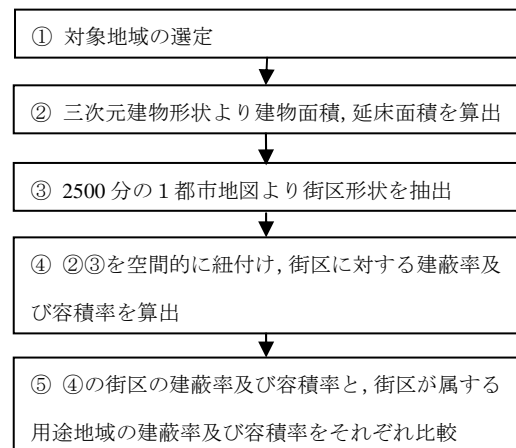 ① 対象地域の選定
② 三次元建物形状より建物面積,延床面積を算出
③ 2500 分の 1 都市地図より街区形状を抽出
④ ②③を空間的に紐付け,街区に対する建蔽率及
び容積率を算出
⑤ ④の街区の建蔽率及び容積率と,街区が属する
用途地域の建蔽率及び容積率をそれぞれ比較